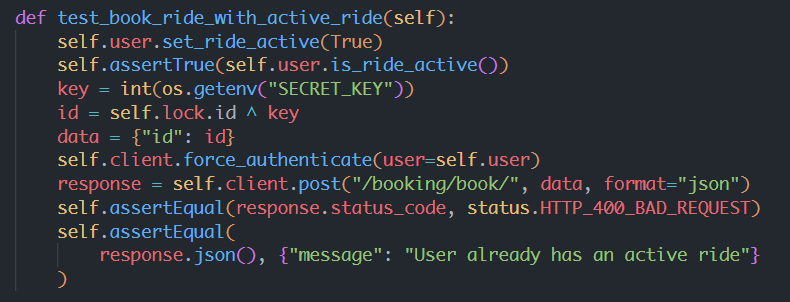 def test_book_ride_with_active_ride(self):
    self.user.set_ride_active(True)
    self.assertTrue(self.user.is_ride_active())
    key = int(os.getenv("SECRET_KEY"))
    id = self.lock.id ^ key
    data = {"id": id}
    self.client.force_authenticate(user=self.user)
    response = self.client.post("/booking/book/", data, format="json")
    self.assertEqual(response.status_code, status.HTTP_400_BAD_REQUEST)
    self.assertEqual(
        response.json(), {"message": "User already has an active ride"}
    )